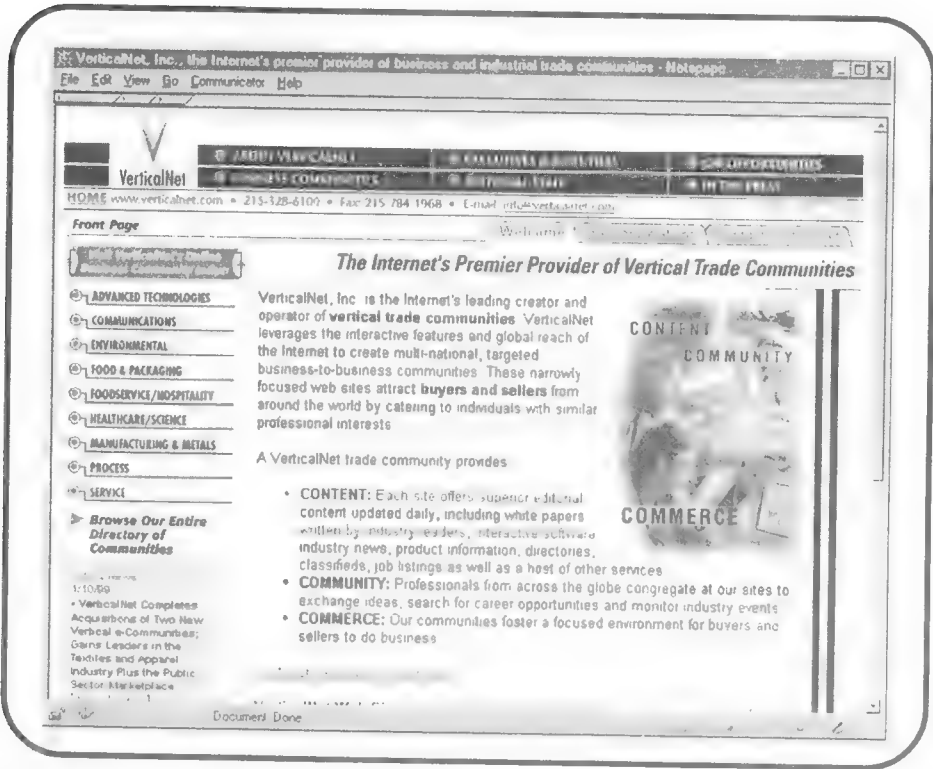 VerticalNet, Inc., the Internet's premier provider of business and industrial trade communities - Netscape
File Edit View Go Communicator Help
VerticalNet
ABOUT VERTICALNET
JOB OPPORTUNITIES
IN THE PRESS
HOME www.verticalnet.com • 215-328-6100 • Fax 215 784 1968 • E-mail info@verticalnet.com
Front Page
Welcome
The Internet's Premier Provider of Vertical Trade Communities
ADVANCED TECHNOLOGIES
COMMUNICATIONS
ENVIRONMENTAL
FOOD & PACKAGING
FOODSERVICE/HOSPITALITY
HEALTHCARE/SCIENCE
MANUFACTURING & METALS
PROCESS
SERVICE
Browse Our Entire
Directory of
Communities
1/10/99
• VerticalNet Completes
Acquisitions of Two New
Vertical e-Communities;
Gains Leaders in the
Textiles and Apparel
Industry Plus the Public
Sector Marketplace
VerticalNet, Inc is the Internet's leading creator and
operator of vertical trade communities VerticalNet
leverages the interactive features and global reach of
the Internet to create multi-national, targeted
business-to-business communities. These narrowly
focused web sites attract buyers and sellers from
around the world by catering to individuals with similar
professional interests
A VerticalNet trade community provides
• CONTENT: Each site offers superior editorial
content updated daily, including white papers
written by industry leaders, interactive software
industry news, product information, directories,
classifieds, job listings as well as a host of other services
• COMMUNITY: Professionals from across the globe congregate at our sites to
exchange ideas, search for career opportunities and monitor industry events
• COMMERCE: Our communities foster a focused environment for buyers and
sellers to do business
CONTENT
COMMUNITY
COMMERCE
Document Done